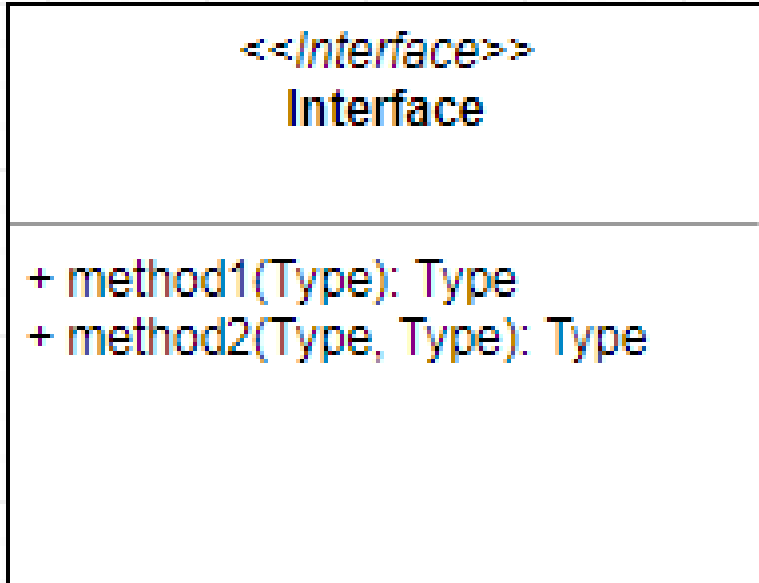 <<Interface>>
Interface
+ method1(Type): Type
+ method2(Type, Type): Type